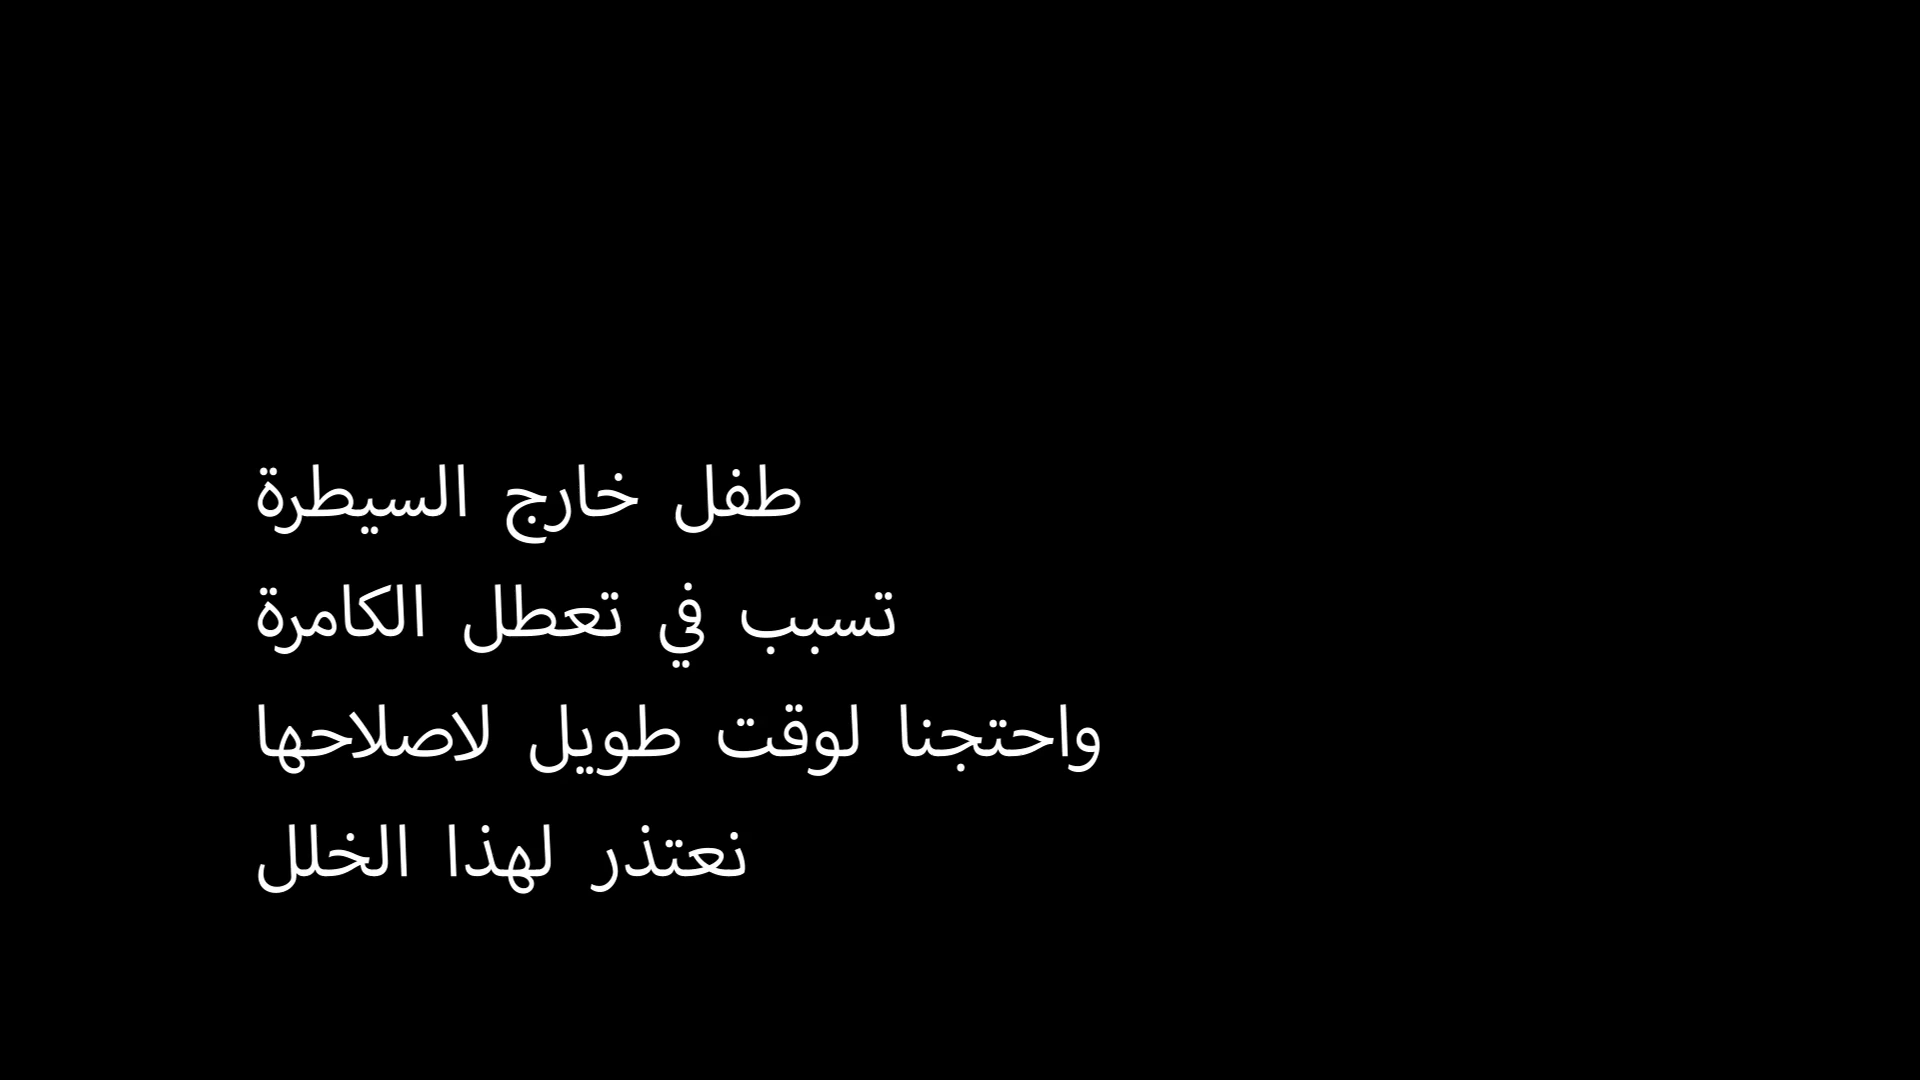 طفل خارج السيطرة
تسبب في تعطل الكامرة
واحتجنا لوقت طويل لاصلاحها
نعتذر لهذا الخلل